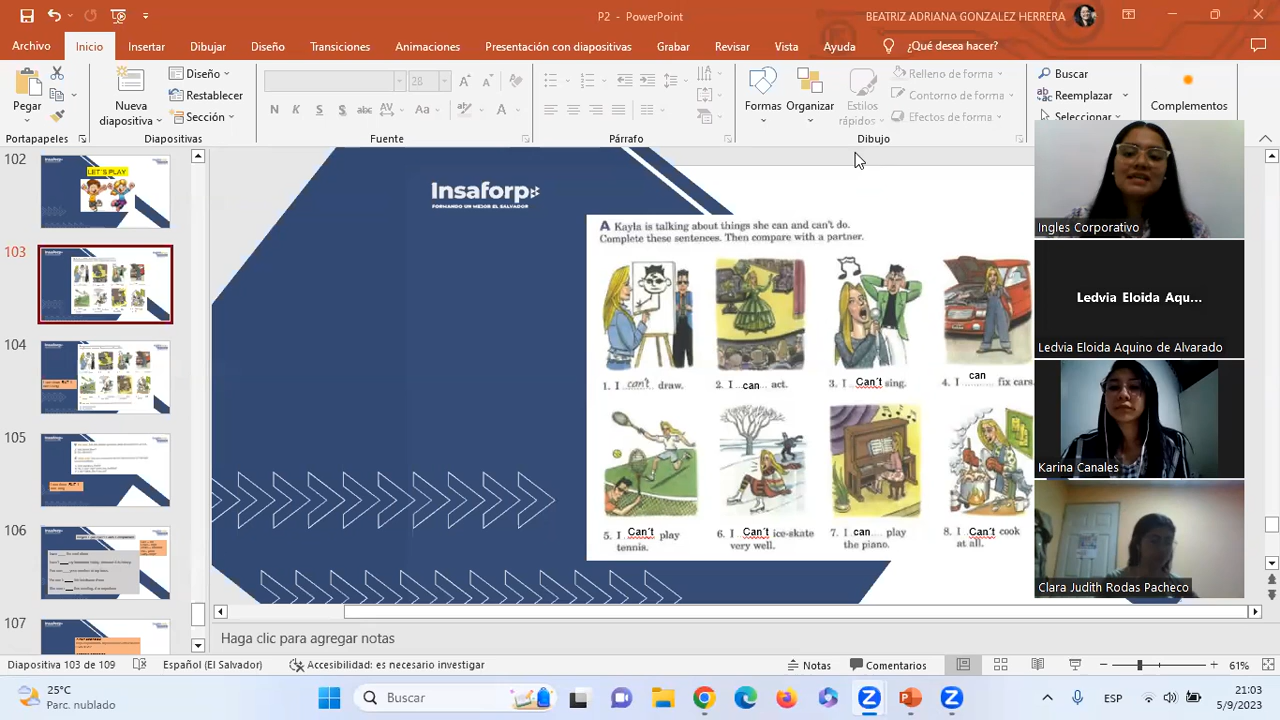 P2 - PowerPoint
BEATRIZ ADRIANA GONZALEZ HERRERA
Archivo Inicio Insertar Dibujar Diseño Transiciones Animaciones Presentación con diapositivas Grabar Revisar Vista Ayuda ¿Qué desea hacer?
Pegar
Nueva diapositiva
Diseño
Restablecer
Sección
28
Formas
Organizar
Estilos rápidos
Relleno de forma
Contorno de forma
Efectos de forma
Buscar
Reemplazar
Seleccionar
Complementos
Portapapeles Diapositivas Fuente Párrafo Dibujo
102
LET'S PLAY
103
104
105
106
107
Insaforp
FORMANDO UN MEJOR EL SALVADOR
A Kayla is talking about things she can and can't do.
Complete these sentences. Then compare with a partner.
1. I can't draw.
2. I can act.
3. I Can't sing.
4. I can fix cars.
5. I Can't play
tennis.
6. I Can't ice-skate
very well.
7. I can play
the piano.
8. I Can't cook
at all.
Ingles Corporativo
Ledvia Eloida Aqu...
Ledvia Eloida Aquino de Alvarado
Karina Canales
Clara Judith Rodas Pacheco
Haga clic para agregar notas
Diapositiva 103 de 109
Español (El Salvador)
Accesibilidad: es necesario investigar
Notas
Comentarios
61%
25°C
Parc. nublado
Buscar
ESP
21:03
5/9/2023